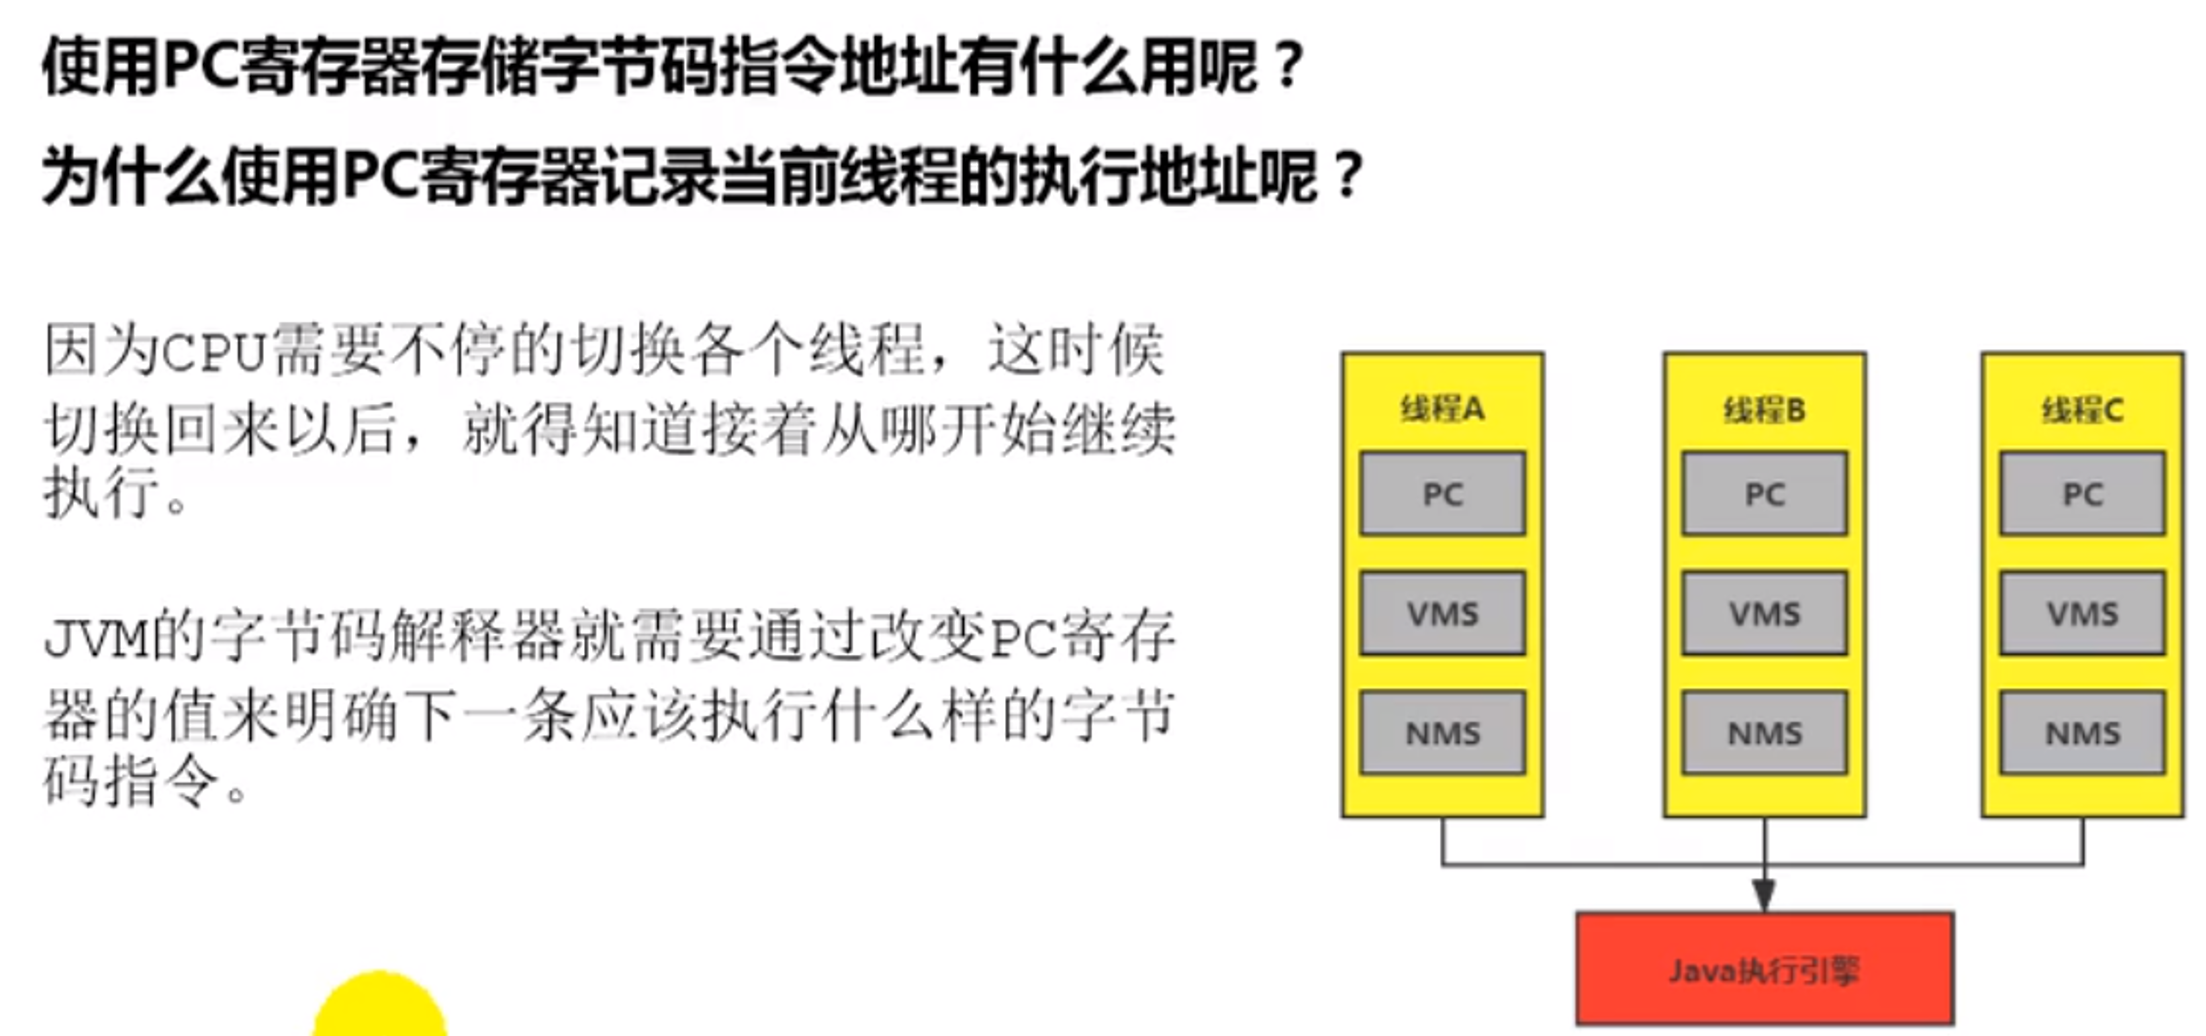 使用PC寄存器存储字节码指令地址有什么用呢？
为什么使用PC寄存器记录当前线程的执行地址呢？
因为CPU需要不停的切换各个线程，这时候
切换回来以后，就得知道接着从哪开始继续
执行。
JVM的字节码解释器就需要通过改变PC寄存
器的值来明确下一条应该执行什么样的字节
码指令。
线程A
线程B
线程C
PC
PC
PC
VMS
VMS
VMS
NMS
NMS
NMS
Java执行引擎